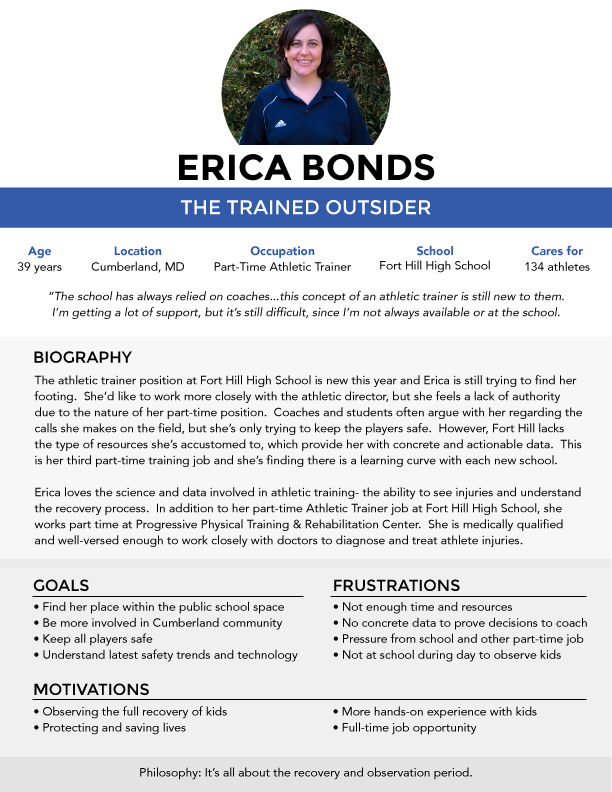 ERICA BONDS
THE TRAINED OUTSIDER
Age
39 years
Location
Cumberland, MD
Occupation
Part-Time Athletic Trainer
School
Fort Hill High School
Cares for
134 athletes
“The school has always relied on coaches...this concept of an athletic trainer is still new to them.
I’m getting a lot of support, but it’s still difficult, since I’m not always available or at the school.
BIOGRAPHY
The athletic trainer position at Fort Hill High School is new this year and Erica is still trying to find her
footing.  She’d like to work more closely with the athletic director, but she feels a lack of authority
due to the nature of her part-time position.  Coaches and students often argue with her regarding the
calls she makes on the field, but she’s only trying to keep the players safe.  However, Fort Hill lacks
the type of resources she’s accustomed to, which provide her with concrete and actionable data.  This
is her third part-time training job and she’s finding there is a learning curve with each new school.
Erica loves the science and data involved in athletic training- the ability to see injuries and understand
the recovery process.  In addition to her part-time Athletic Trainer job at Fort Hill High School, she
works part time at Progressive Physical Training & Rehabilitation Center.  She is medically qualified
and well-versed enough to work closely with doctors to diagnose and treat athlete injuries.
GOALS
• Find her place within the public school space
• Be more involved in Cumberland community
• Keep all players safe
• Understand latest safety trends and technology
FRUSTRATIONS
• Not enough time and resources
• No concrete data to prove decisions to coach
• Pressure from school and other part-time job
• Not at school during day to observe kids
MOTIVATIONS
• Observing the full recovery of kids
• Protecting and saving lives
• More hands-on experience with kids
• Full-time job opportunity
Philosophy: It’s all about the recovery and observation period.